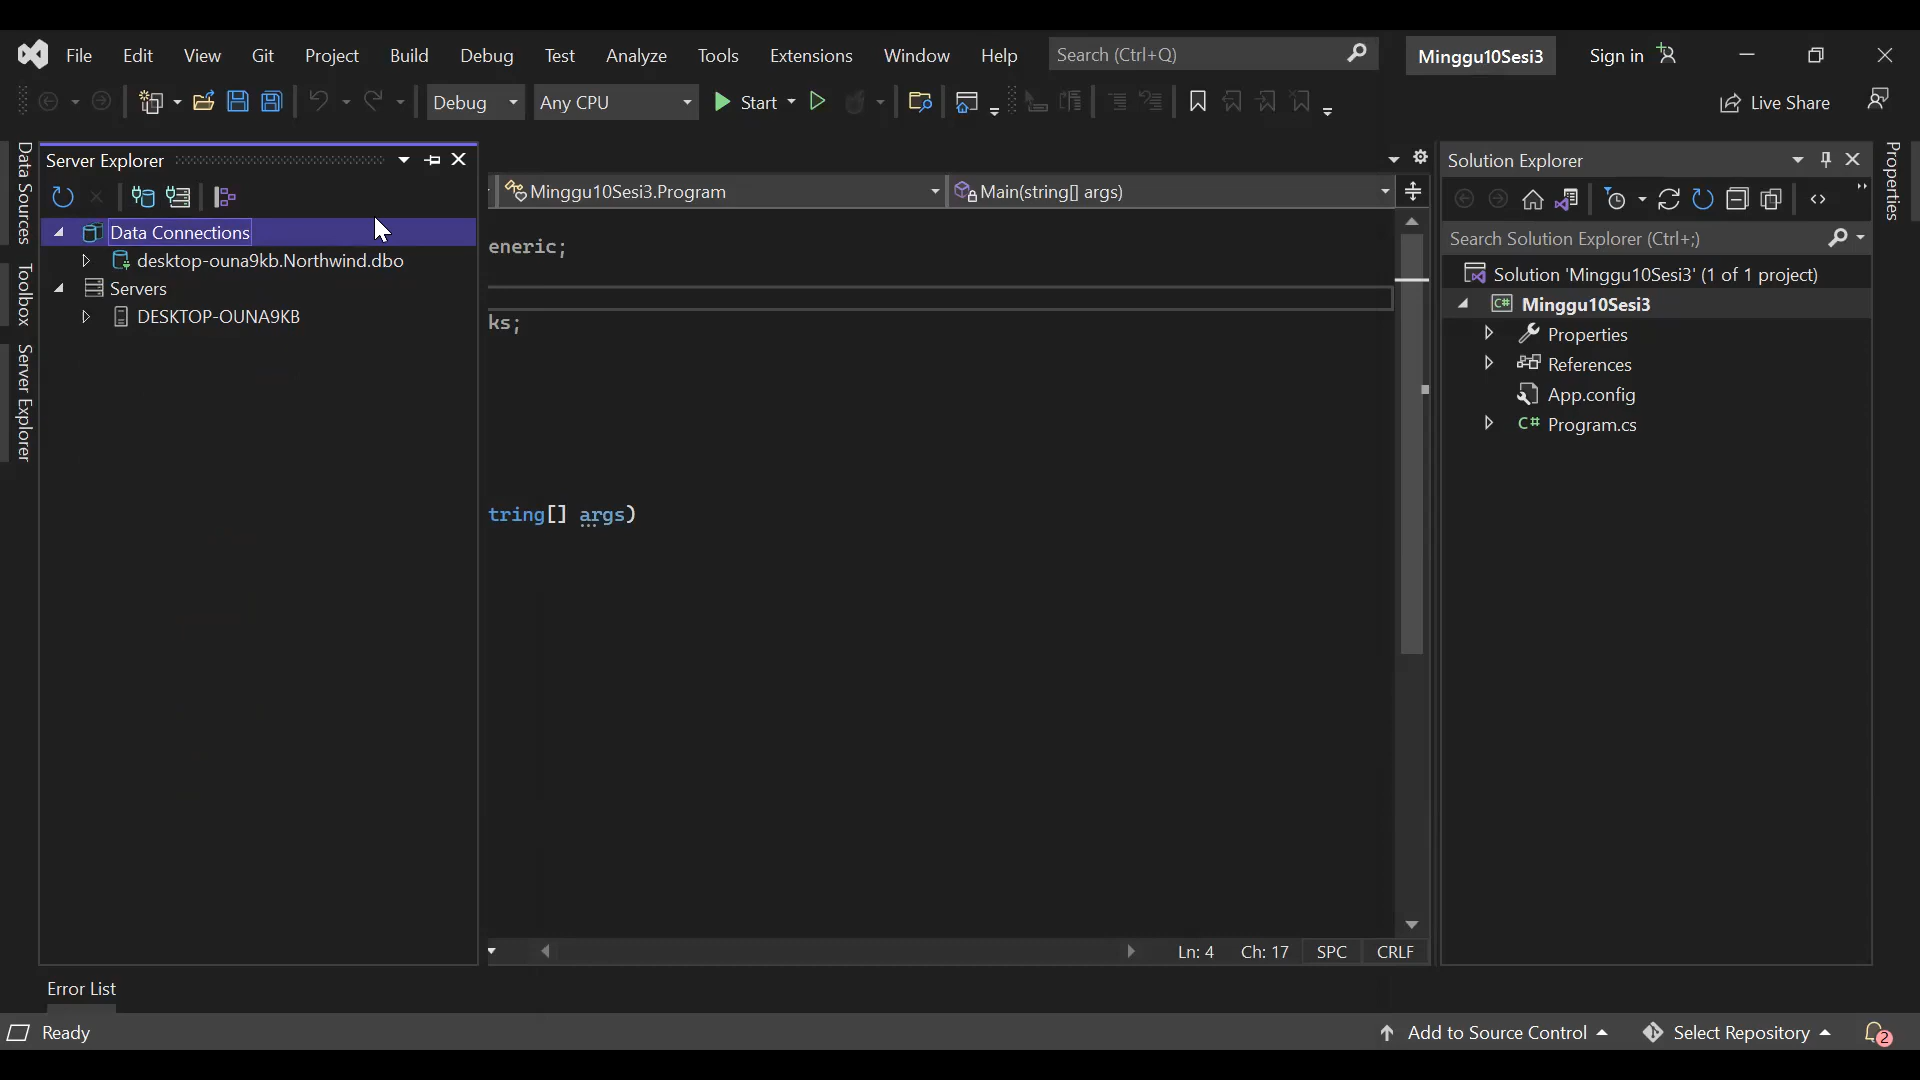 File Edit View Git Project Build Debug Test Analyze Tools Extensions Window Help Search (Ctrl+Q) Minggu10Sesi3 Sign in
Debug Any CPU Start Live Share
Data Sources
Toolbox
Server Explorer
Server Explorer
Data Connections
desktop-ouna9kb.Northwind.dbo
Servers
DESKTOP-OUNA9KB
Minggu10Sesi3.Program Main(string[] args)
eneric;
ks;
tring[] args)
Ln: 4 Ch: 17 SPC CRLF
Solution Explorer
Search Solution Explorer (Ctrl+;)
Solution 'Minggu10Sesi3' (1 of 1 project)
C# Minggu10Sesi3
Properties
References
App.config
C# Program.cs
Properties
Error List
Ready Add to Source Control Select Repository 2